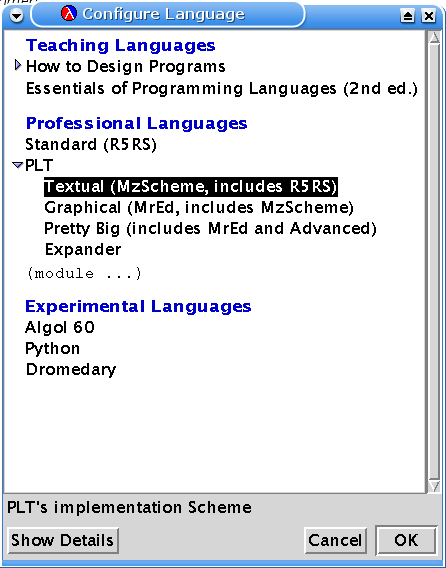 Configure Language
Teaching Languages
How to Design Programs
Essentials of Programming Languages (2nd ed.)
Professional Languages
Standard (R5RS)
PLT
Textual (MzScheme, includes R5RS)
Graphical (MrEd, includes MzScheme)
Pretty Big (includes MrEd and Advanced)
Expander
(module ...)
Experimental Languages
Algol 60
Python
Dromedary
PLT's implementation Scheme
Show Details
Cancel
OK